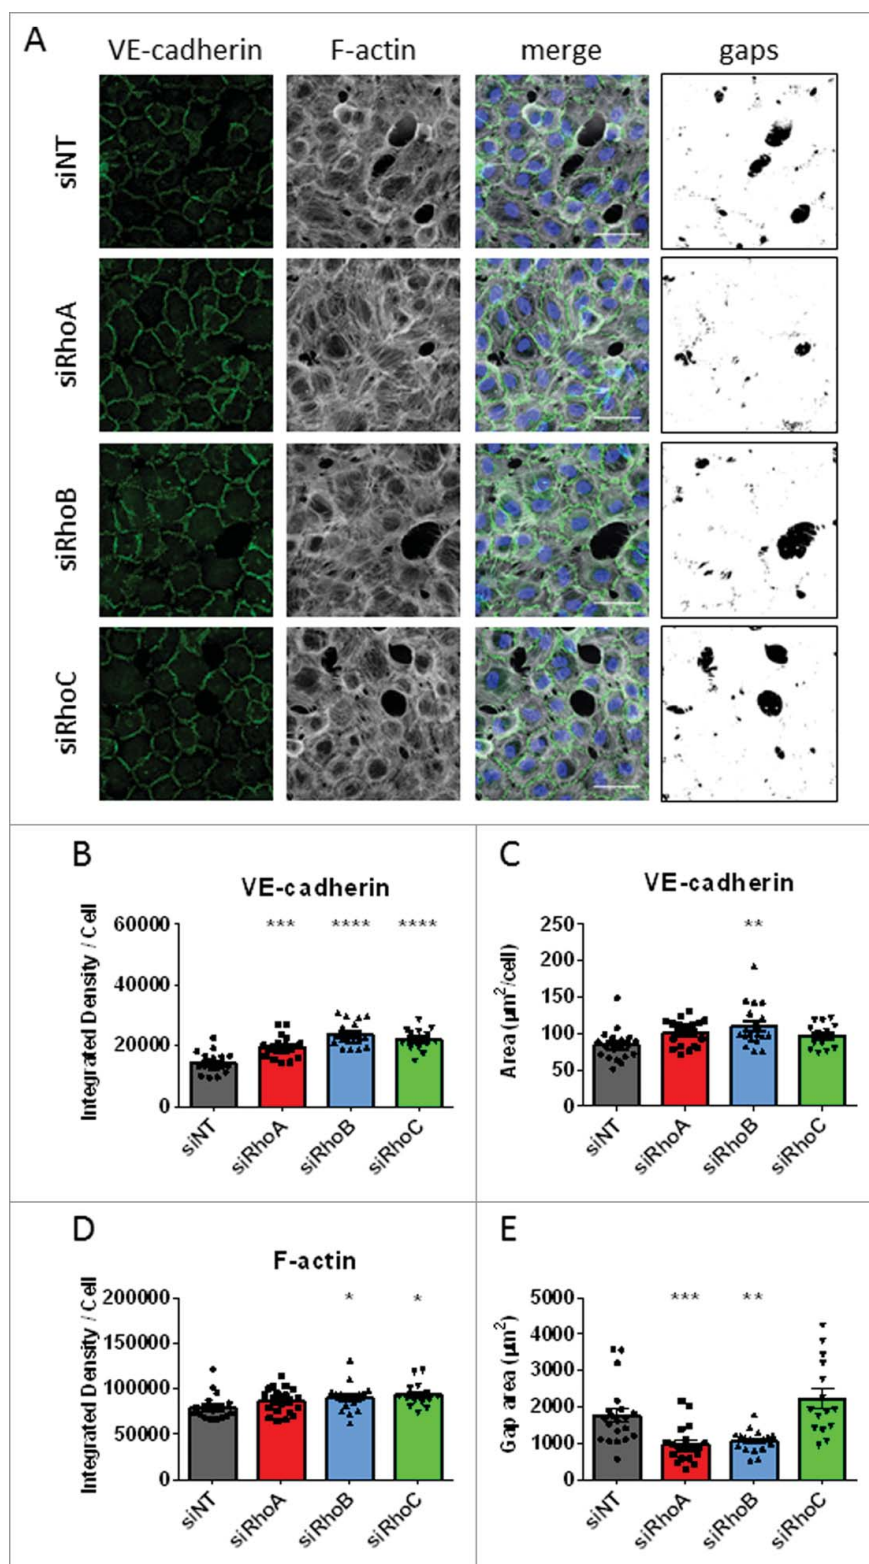 A
VE-cadherin F-actin merge gaps
siNT
siRhoA
siRhoB
siRhoC
B
VE-cadherin
Integrated Density / Cell
60000
40000
20000
0
*** **** ****
siNT siRhoA siRhoB siRhoC
C
VE-cadherin
Area (µm²/cell)
250
200
150
100
50
0
**
siNT siRhoA siRhoB siRhoC
D
F-actin
Integrated Density / Cell
200000
150000
100000
50000
0
* *
siNT siRhoA siRhoB siRhoC
E
Gap area (µm²)
5000
4000
3000
2000
1000
0
*** **
siNT siRhoA siRhoB siRhoC